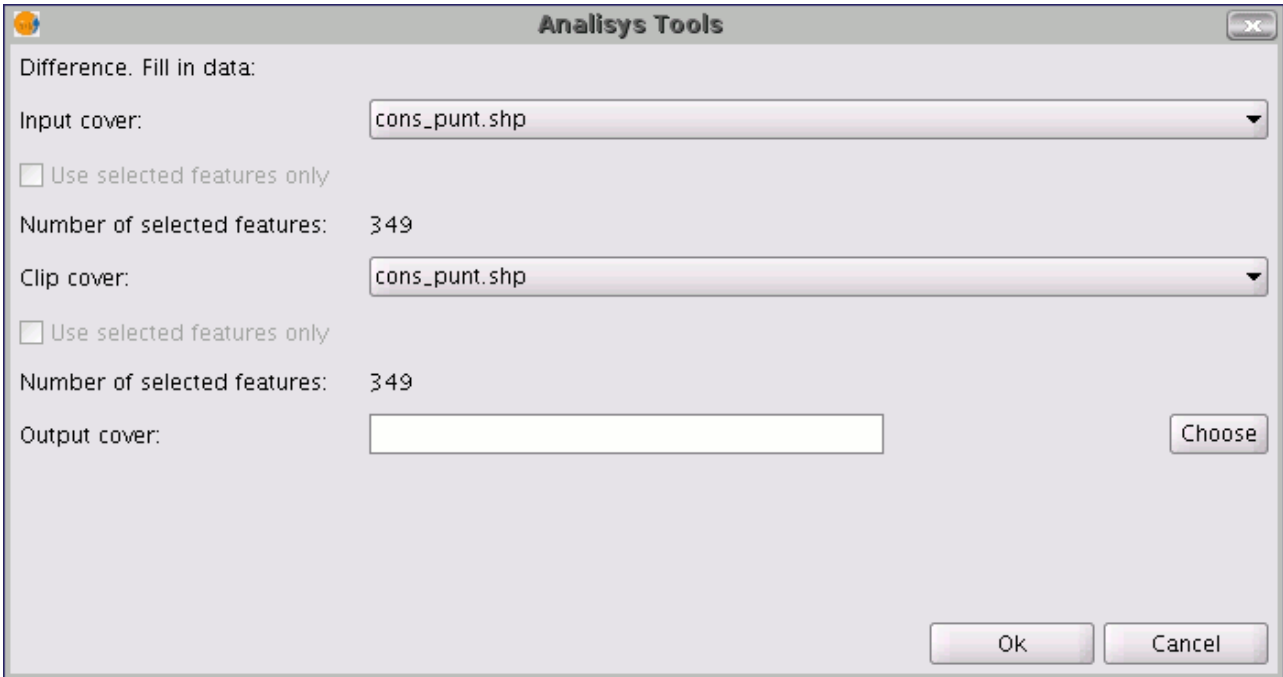 Analisys Tools
Difference. Fill in data:
Input cover: cons_punt.shp
Use selected features only
Number of selected features: 349
Clip cover: cons_punt.shp
Use selected features only
Number of selected features: 349
Output cover: Choose
Ok Cancel